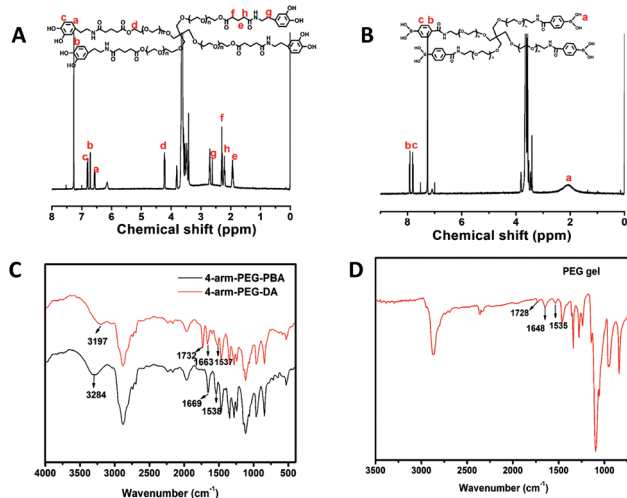 A
B
c
a
b
d
f
h
e
g
a
c
b
c
b
a
d
f
g
h
e
b
c
a
8
7
6
5
4
3
2
1
0
Chemical shift (ppm)
8
6
4
2
0
Chemical shift (ppm)
C
4-arm-PEG-PBA
4-arm-PEG-DA
3197
1732
1663
1537
3284
1669
1538
4000
3500
3000
2500
2000
1500
1000
500
Wavenumber (cm-1)
D
PEG gel
1728
1648
1535
3500
3000
2500
2000
1500
1000
Wavenumber (cm-1)